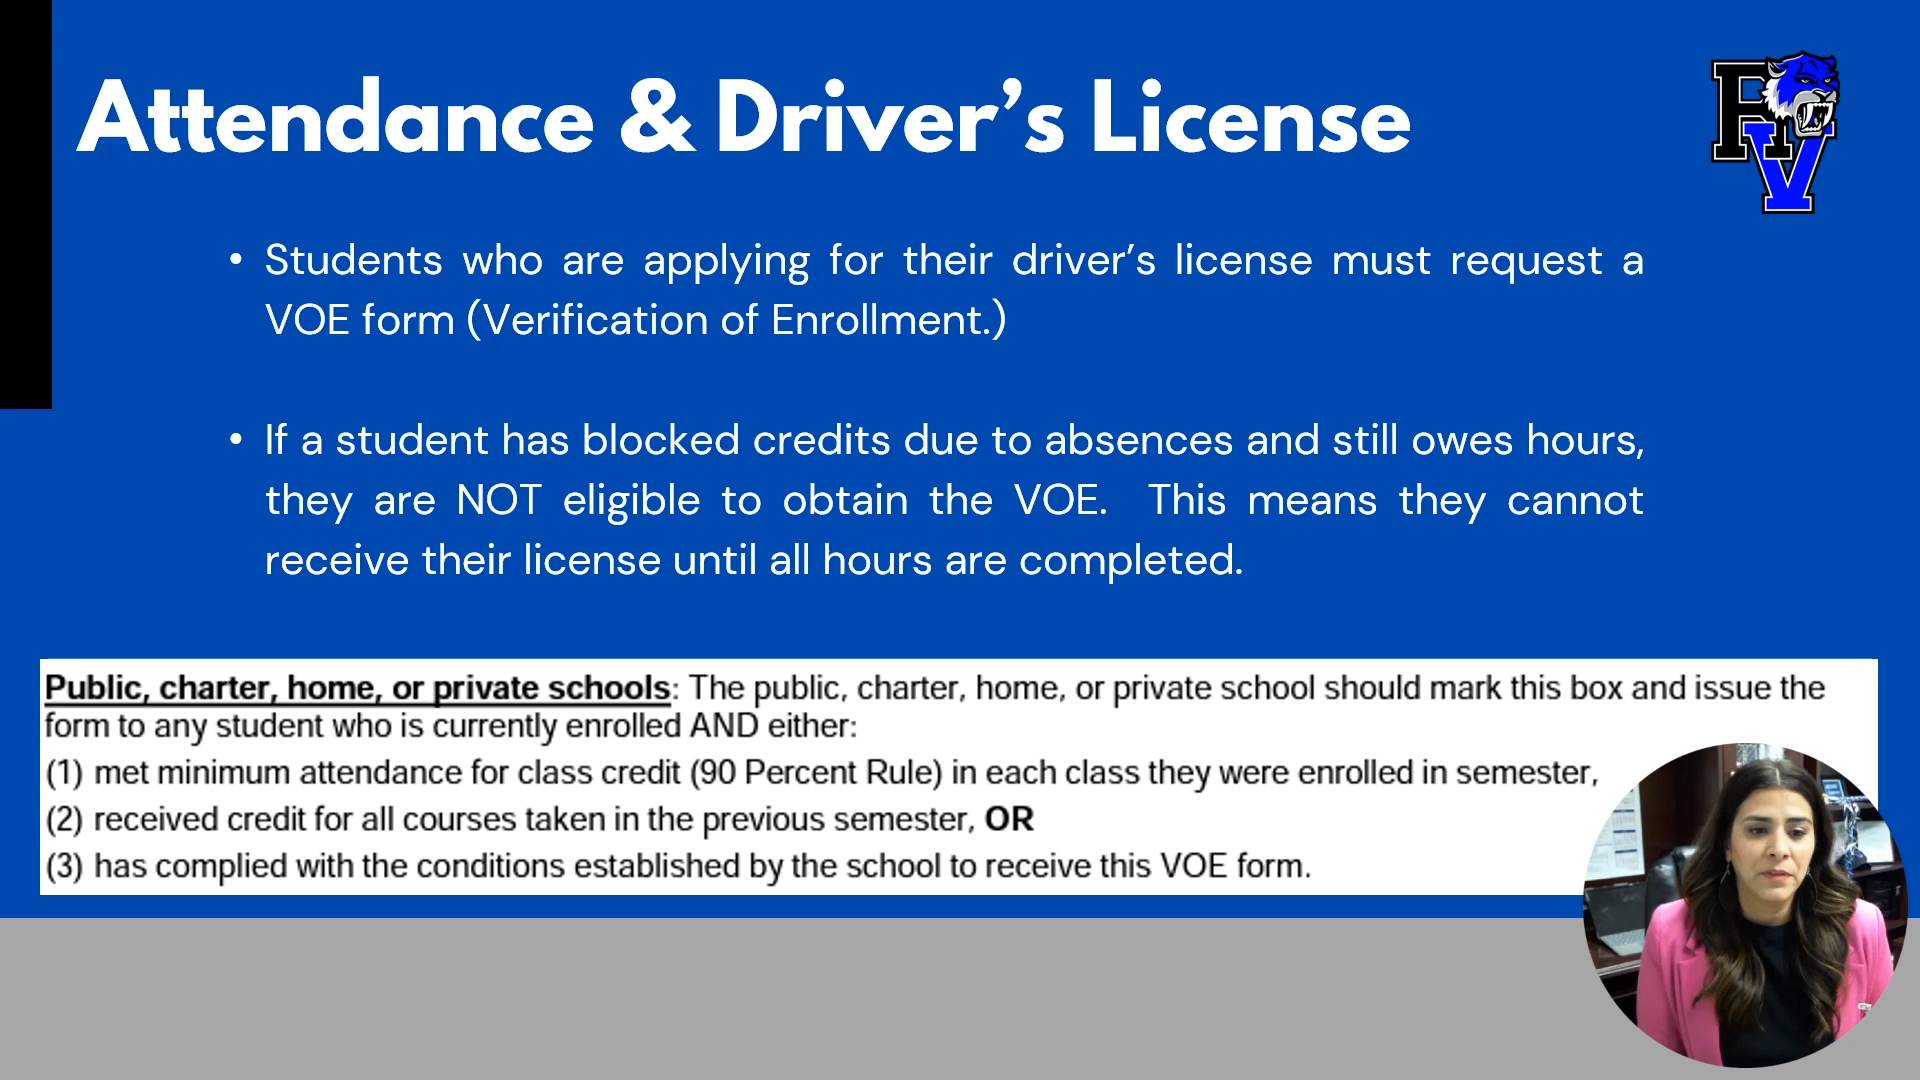 Attendance & Driver’s License
RV
• Students who are applying for their driver’s license must request a
VOE form (Verification of Enrollment.)
• If a student has blocked credits due to absences and still owes hours,
they are NOT eligible to obtain the VOE.  This means they cannot
receive their license until all hours are completed.
Public, charter, home, or private schools: The public, charter, home, or private school should mark this box and issue the
form to any student who is currently enrolled AND either:
(1) met minimum attendance for class credit (90 Percent Rule) in each class they were enrolled in semester,
(2) received credit for all courses taken in the previous semester, OR
(3) has complied with the conditions established by the school to receive this VOE form.